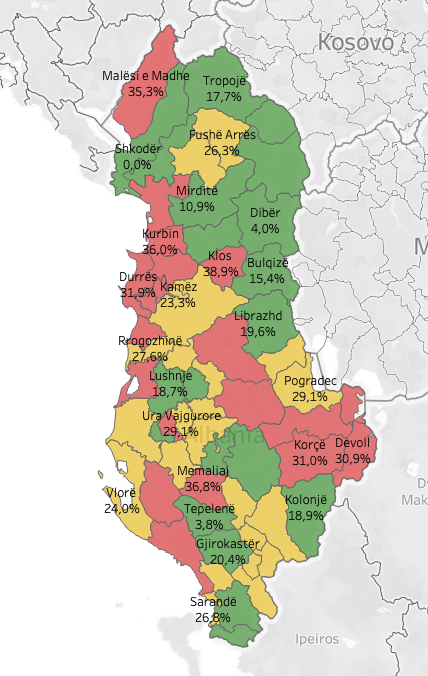 Kosovo
Malësi e Madhe
35,3%
Tropojë
17,7%
Fushë Arrës
26,3%
Shkodër
0,0%
Mirditë
10,9%
Dibër
4,0%
Kurbin
36,0%
Klos
38,9%
Bulqizë
15,4%
Durrës
31,9%
Kamëz
23,3%
Librazhd
19,6%
Rrogozhinë
27,6%
Lushnje
18,7%
Pogradec
29,1%
Ura Vajgurore
29,1%
Albania
Korçë
31,0%
Devoll
30,9%
Memaliaj
36,8%
Vlorë
24,0%
Kolonjë
18,9%
Tepelenë
3,8%
Gjirokastër
20,4%
Sarandë
26,8%
Ipeiros